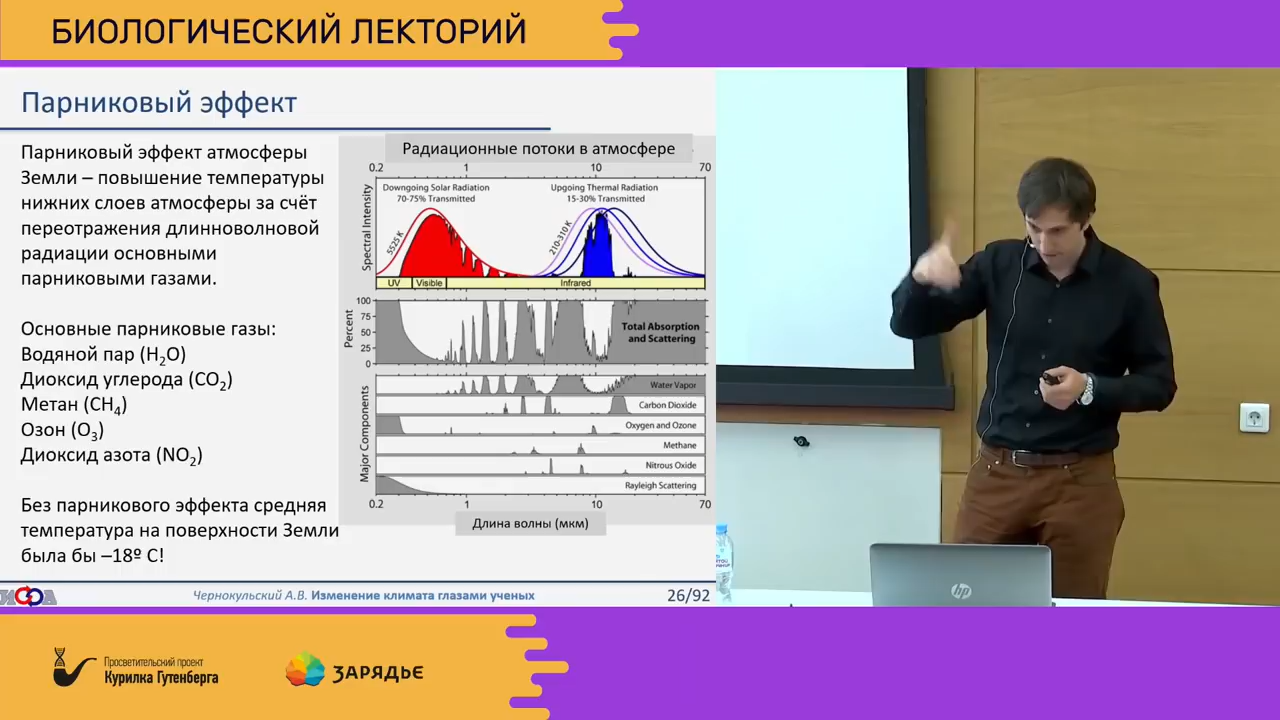 БИОЛОГИЧЕСКИЙ ЛЕКТОРИЙ
Парниковый эффект
Парниковый эффект атмосферы
Земли – повышение температуры
нижних слоев атмосферы за счёт
переотражения длинноволновой
радиации основными
парниковыми газами.
Основные парниковые газы:
Водяной пар (H₂O)
Диоксид углерода (CO₂)
Метан (CH₄)
Озон (O₃)
Диоксид азота (NO₂)
Без парникового эффекта средняя
температура на поверхности Земли
была бы –18º С!
Радиационные потоки в атмосфере
0.2 1 10 70
Spectral Intensity
Downgoing Solar Radiation
70-75% Transmitted
Upgoing Thermal Radiation
15-30% Transmitted
5525 K
210-310 K
UV Visible Infrared
Percent
100
75
50
25
0
Total Absorption
and Scattering
Major Components
Water Vapor
Carbon Dioxide
Oxygen and Ozone
Methane
Nitrous Oxide
Rayleigh Scattering
0.2 1 10 70
Длина волны (мкм)
ИФА
Чернокульский А.В. Изменение климата глазами ученых
26/92
hp
Просветительский проект
Курилка Гутенберга
ЗАРЯДЬЕ